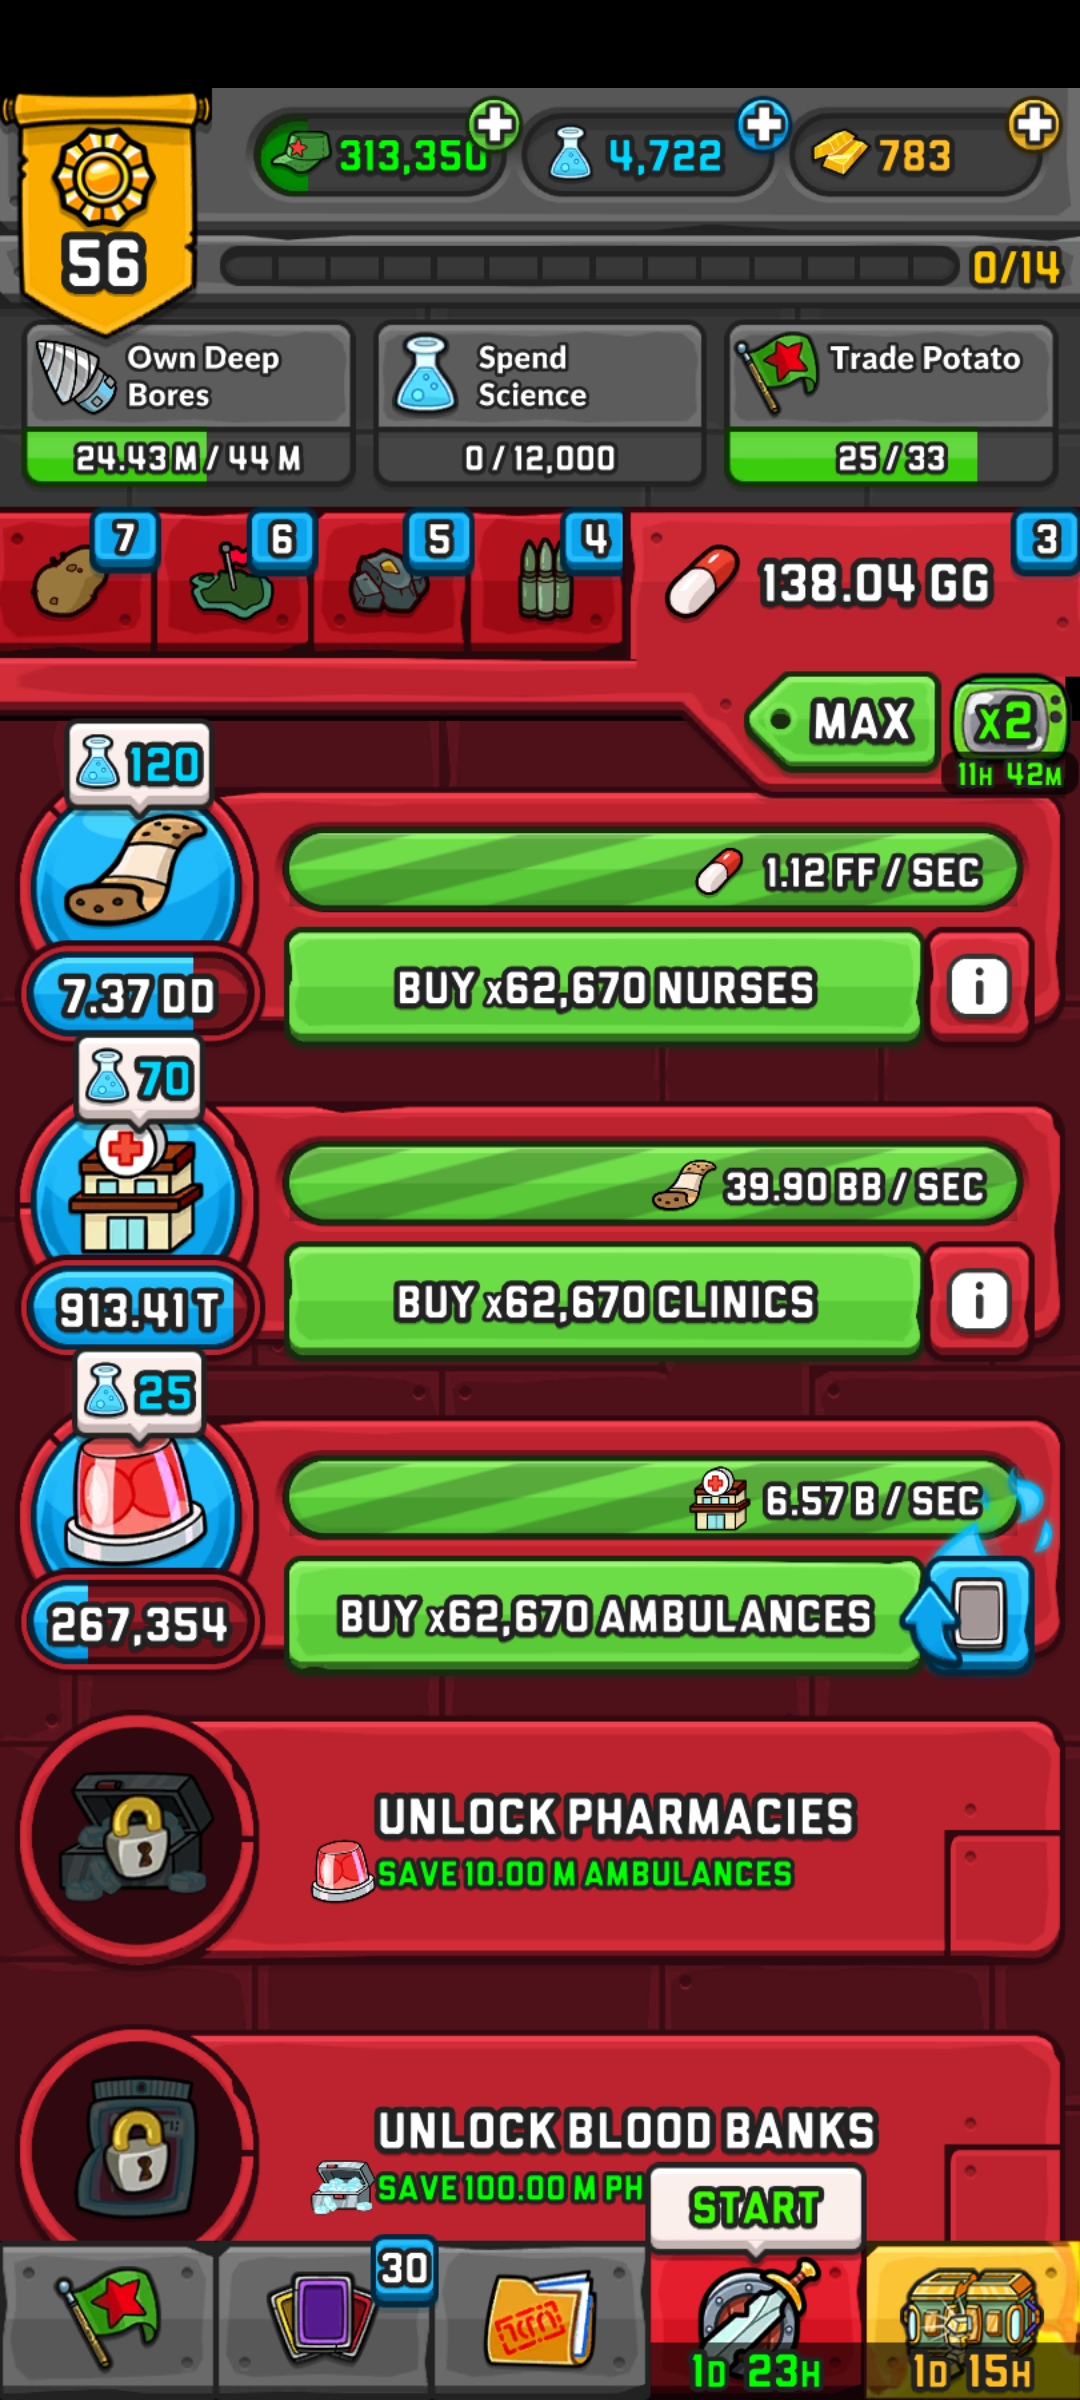 313,350
4,722
783
56
0/14
Own Deep
Bores
24.43 M / 44 M
Spend
Science
0 / 12,000
Trade Potato
25 / 33
7
6
5
4
3
138.04 GG
MAX
x2
11H 42M
120
1.12 FF / SEC
7.37 DD
BUY x62,670 NURSES
i
70
39.90 BB / SEC
913.41 T
BUY x62,670 CLINICS
i
25
6.57 B / SEC
267,354
BUY x62,670 AMBULANCES
UNLOCK PHARMACIES
SAVE 10.00 M AMBULANCES
UNLOCK BLOOD BANKS
SAVE 100.00 M PH
START
30
1D 23H
1D 15H